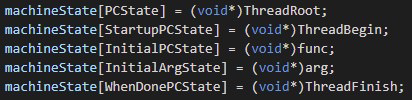 machineState[PCState] = (void*)ThreadRoot;
machineState[StartupPCState] = (void*)ThreadBegin;
machineState[InitialPCState] = (void*)func;
machineState[InitialArgState] = (void*)arg;
machineState[WhenDonePCState] = (void*)ThreadFinish;